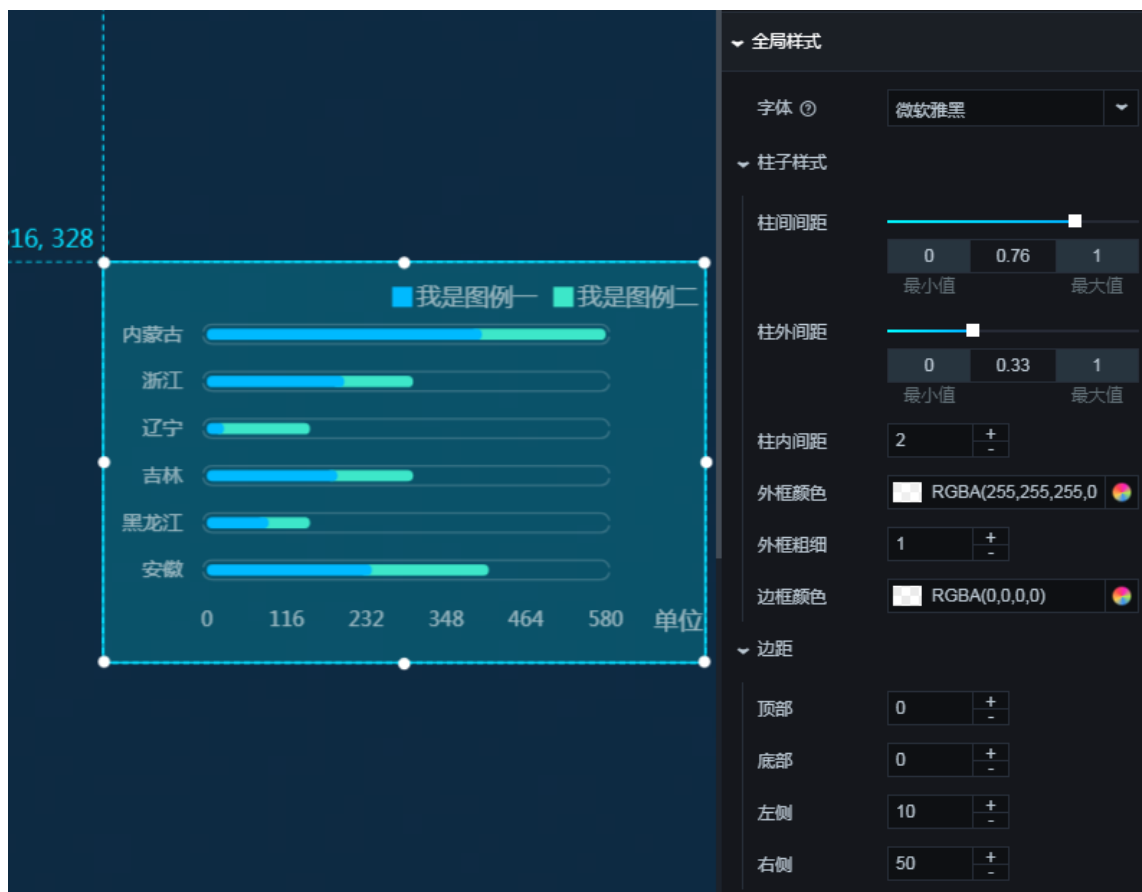 16, 328
我是图例一 我是图例二
内蒙古
浙江
辽宁
吉林
黑龙江
安徽
0 116 232 348 464 580 单位
全局样式
字体 ?
微软雅黑
柱子样式
柱间间距
0 0.76 1
最小值 最大值
柱外间距
0 0.33 1
最小值 最大值
柱内间距 2 + -
外框颜色 RGBA(255,255,255,0
外框粗细 1 + -
边框颜色 RGBA(0,0,0,0)
边距
顶部 0 + -
底部 0 + -
左侧 10 + -
右侧 50 + -